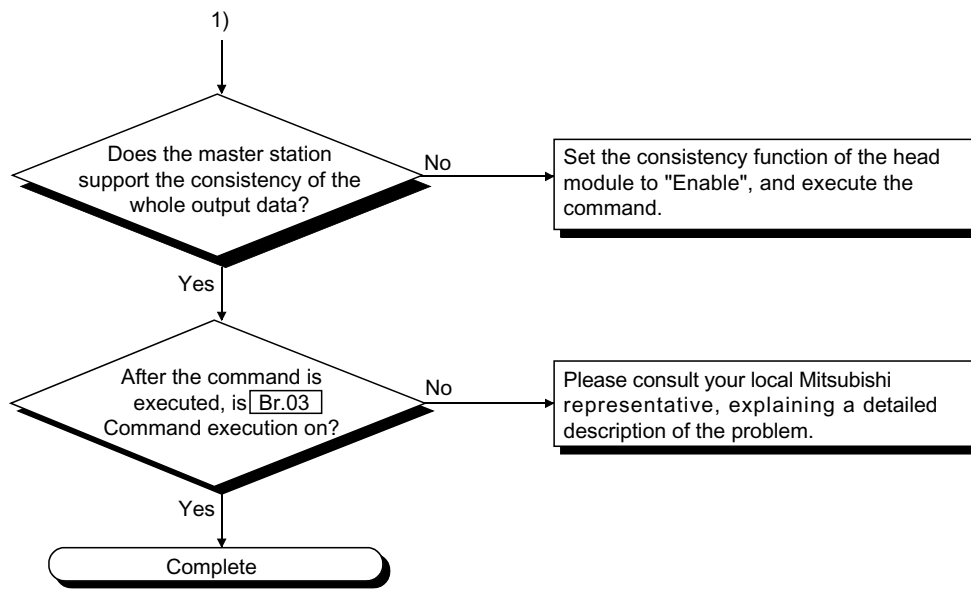 1)
Does the master station
support the consistency of the
whole output data?
No
Set the consistency function of the head
module to "Enable", and execute the
command.
Yes
After the command is
executed, is Br.03
Command execution on?
No
Please consult your local Mitsubishi
representative, explaining a detailed
description of the problem.
Yes
Complete